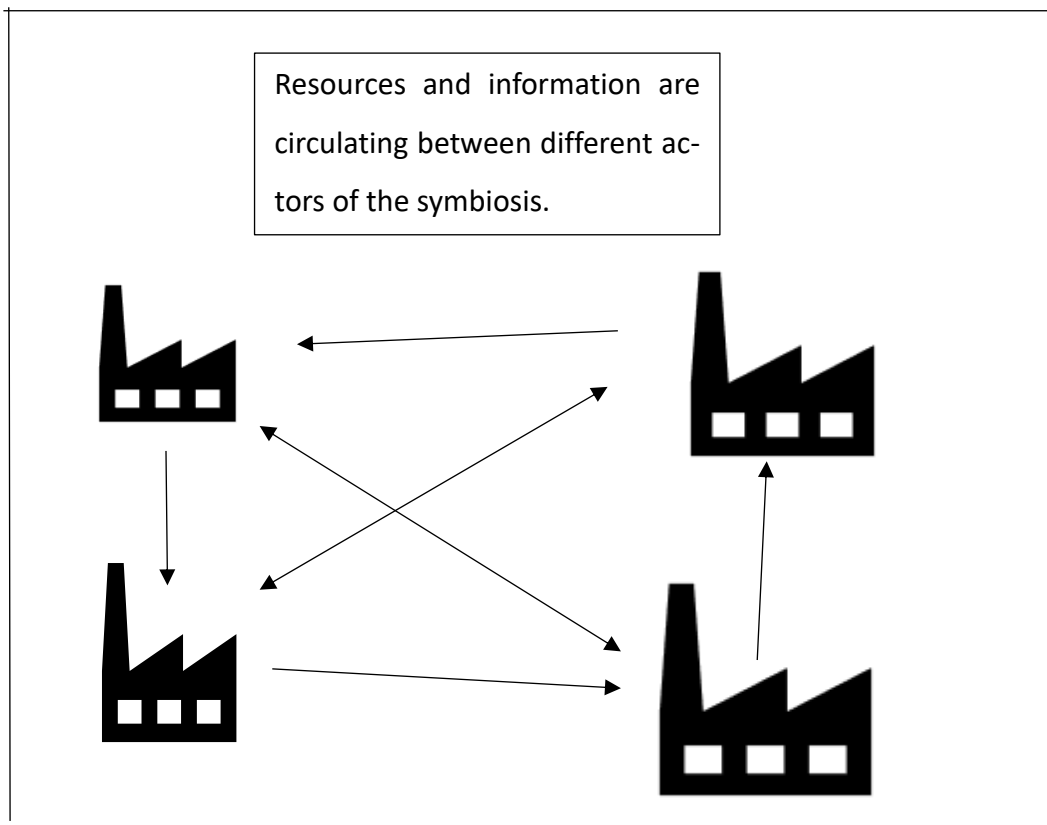 Resources and information are
circulating between different ac-
tors of the symbiosis.